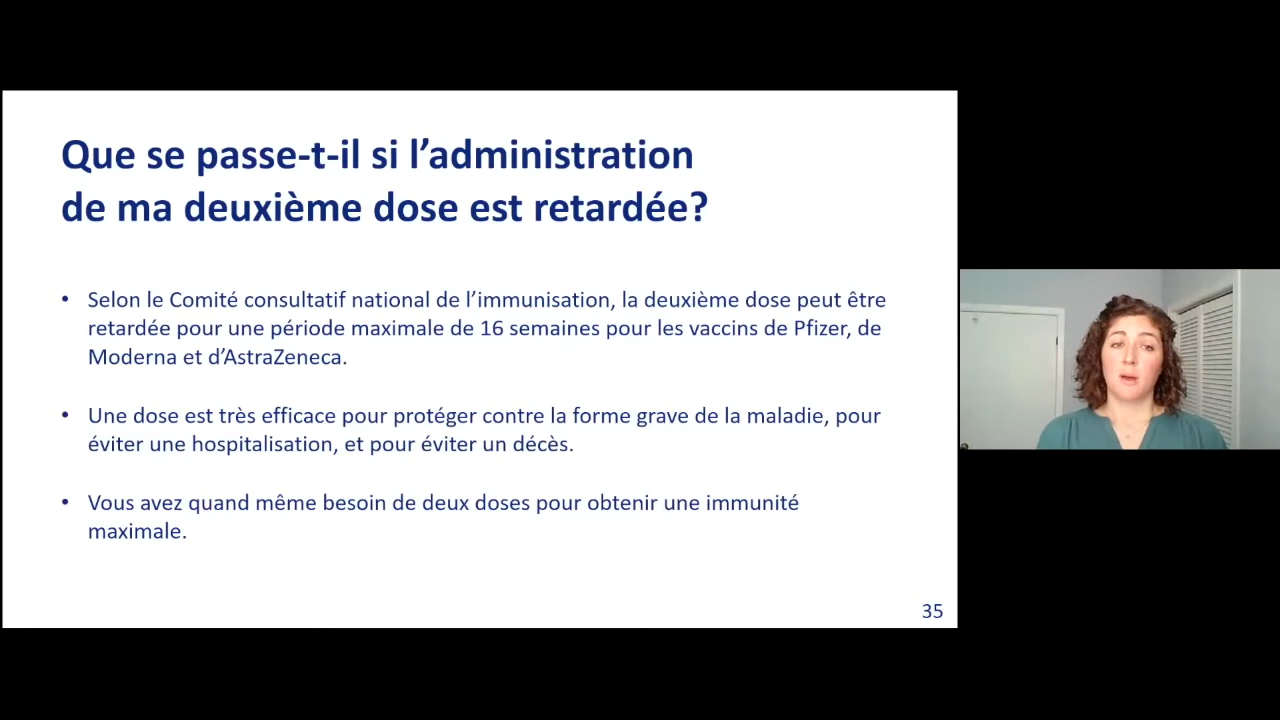 Que se passe-t-il si l’administration
de ma deuxième dose est retardée?
• Selon le Comité consultatif national de l’immunisation, la deuxième dose peut être
retardée pour une période maximale de 16 semaines pour les vaccins de Pfizer, de
Moderna et d’AstraZeneca.
• Une dose est très efficace pour protéger contre la forme grave de la maladie, pour
éviter une hospitalisation, et pour éviter un décès.
• Vous avez quand même besoin de deux doses pour obtenir une immunité
maximale.
35